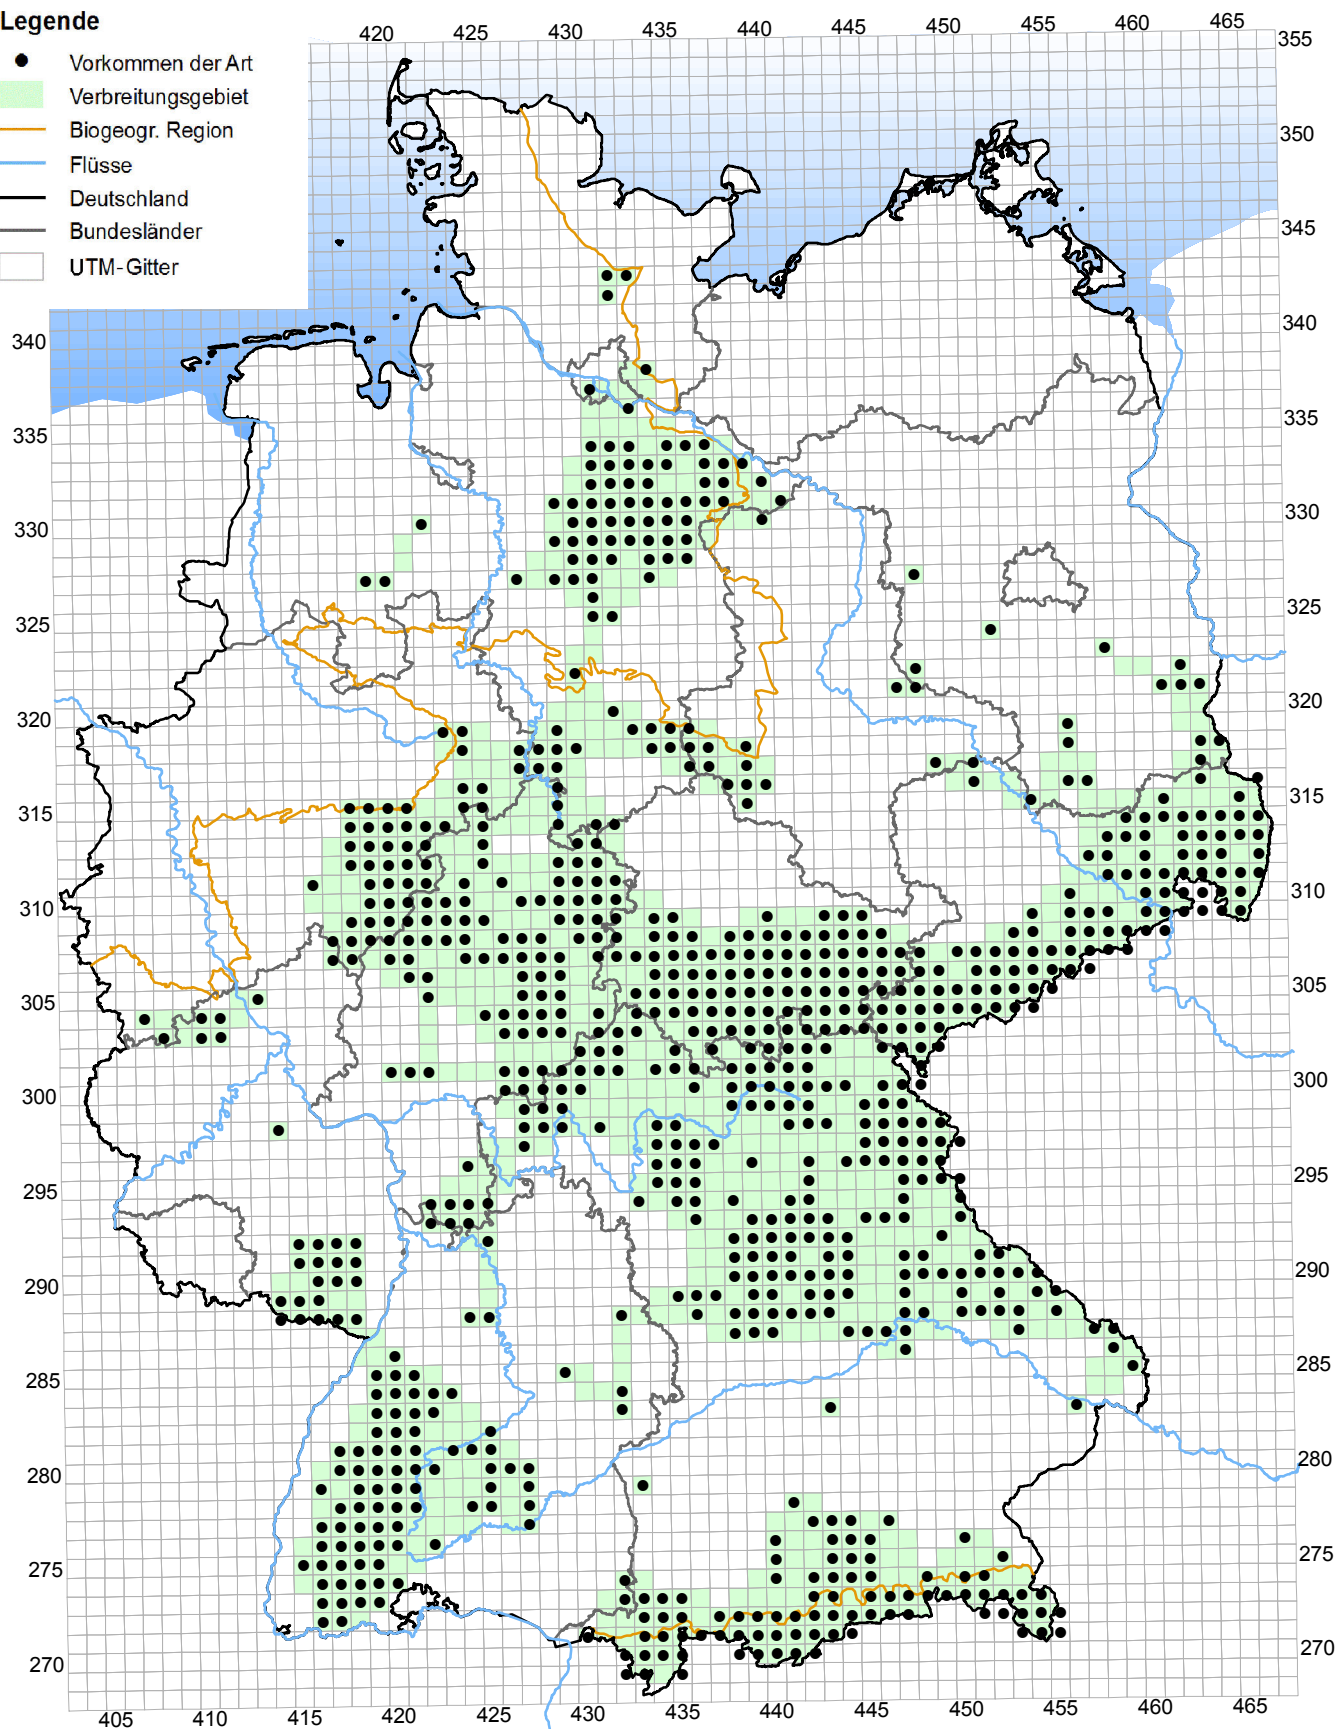 Legende
Vorkommen der Art
Verbreitungsgebiet
Biogeogr. Region
Flüsse
Deutschland
Bundesländer
UTM-Gitter
420 425 430 435 440 445 450 455 460 465
355
350
345
340 340
335 335
330 330
325 325
320 320
315 315
310 310
305 305
300 300
295 295
290 290
285 285
280 280
275 275
270 270
405 410 415 420 425 430 435 440 445 450 455 460 465